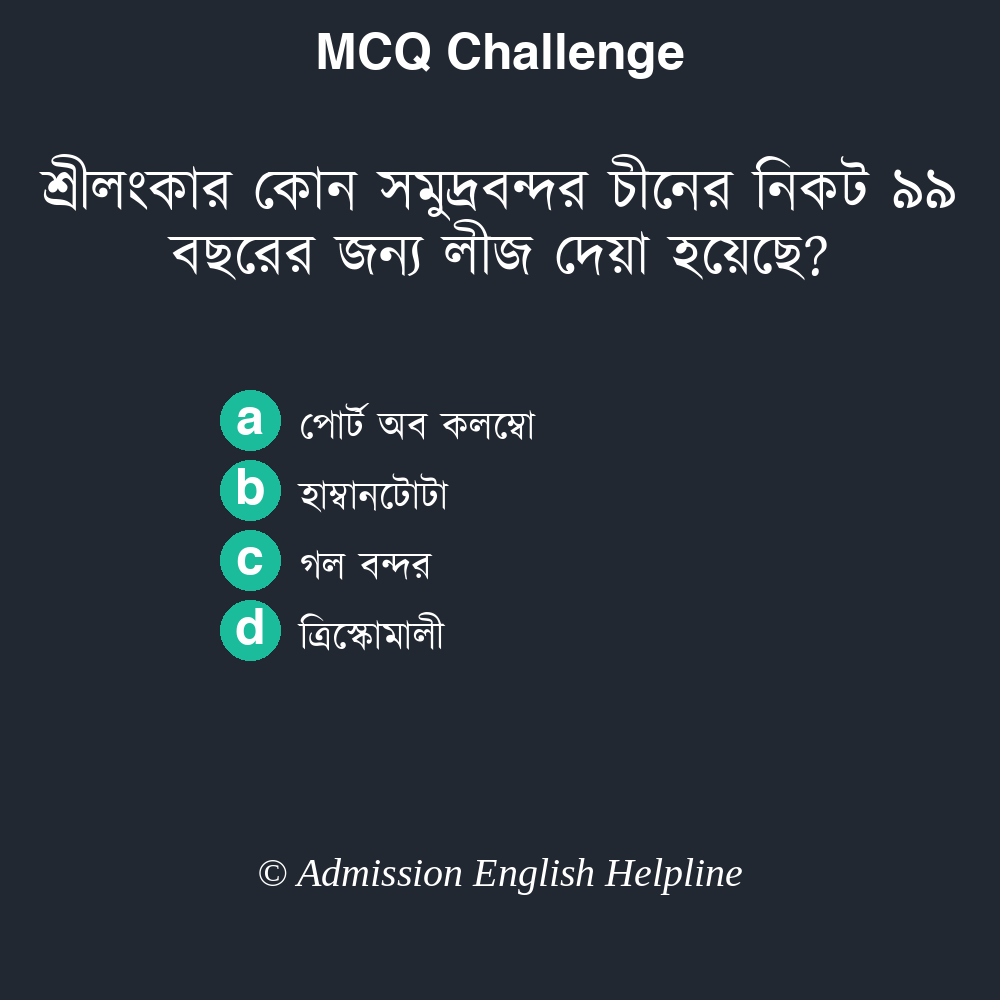 MCQ Challenge
শ্রীলংকার কোন সমুদ্রবন্দর চীনের নিকট ৯৯
বছরের জন্য লীজ দেয়া হয়েছে?
a পোর্ট অব কলম্বো
b হাম্বানটোটা
c গল বন্দর
d ত্রিস্কোমালী
© Admission English Helpline